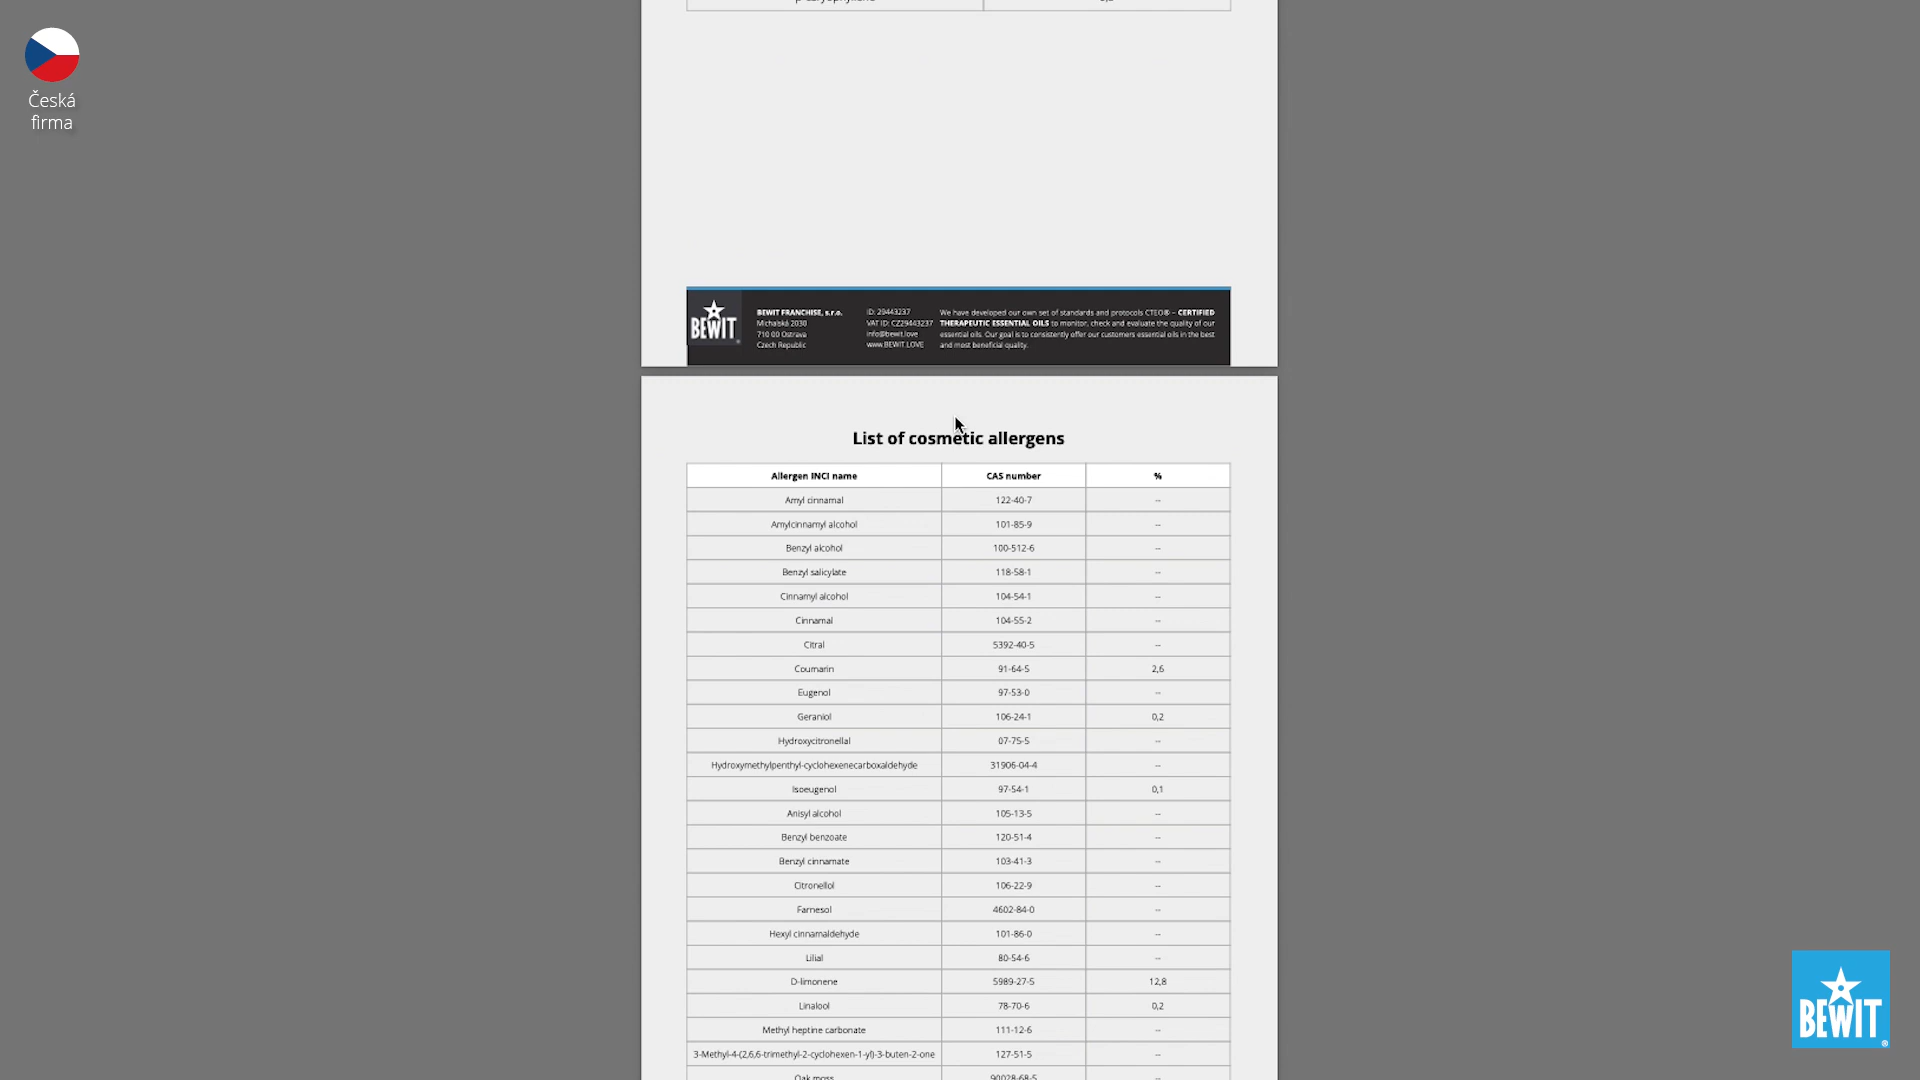 Česká
firma
BEWIT
BEWIT FRANCHISE, s.r.o.
Michalská 2030
710 00 Ostrava
Czech Republic
ID: 29443237
VAT ID: CZ29443237
info@bewit.love
www.BEWIT.LOVE
We have developed our own set of standards and protocols CTEO® – CERTIFIED
THERAPEUTIC ESSENTIAL OILS to monitor, check and evaluate the quality of our
essential oils. Our goal is to consistently offer our customers essential oils in the best
and most beneficial quality.
List of cosmetic allergens
Allergen INCI name CAS number %
Amyl cinnamal 122-40-7 --
Amylcinnamyl alcohol 101-85-9 --
Benzyl alcohol 100-512-6 --
Benzyl salicylate 118-58-1 --
Cinnamyl alcohol 104-54-1 --
Cinnamal 104-55-2 --
Citral 5392-40-5 --
Coumarin 91-64-5 2,6
Eugenol 97-53-0 --
Geraniol 106-24-1 0,2
Hydroxycitronellal 07-75-5 --
Hydroxymethylpenthyl-cyclohexenecarboxaldehyde 31906-04-4 --
Isoeugenol 97-54-1 0,1
Anisyl alcohol 105-13-5 --
Benzyl benzoate 120-51-4 --
Benzyl cinnamate 103-41-3 --
Citronellol 106-22-9 --
Farnesol 4602-84-0 --
Hexyl cinnamaldehyde 101-86-0 --
Lilial 80-54-6 --
D-limonene 5989-27-5 12,8
Linalool 78-70-6 0,2
Methyl heptine carbonate 111-12-6 --
3-Methyl-4-(2,6,6-trimethyl-2-cyclohexen-1-yl)-3-buten-2-one 127-51-5 --
Oak moss 90028-68-5
BEWIT®